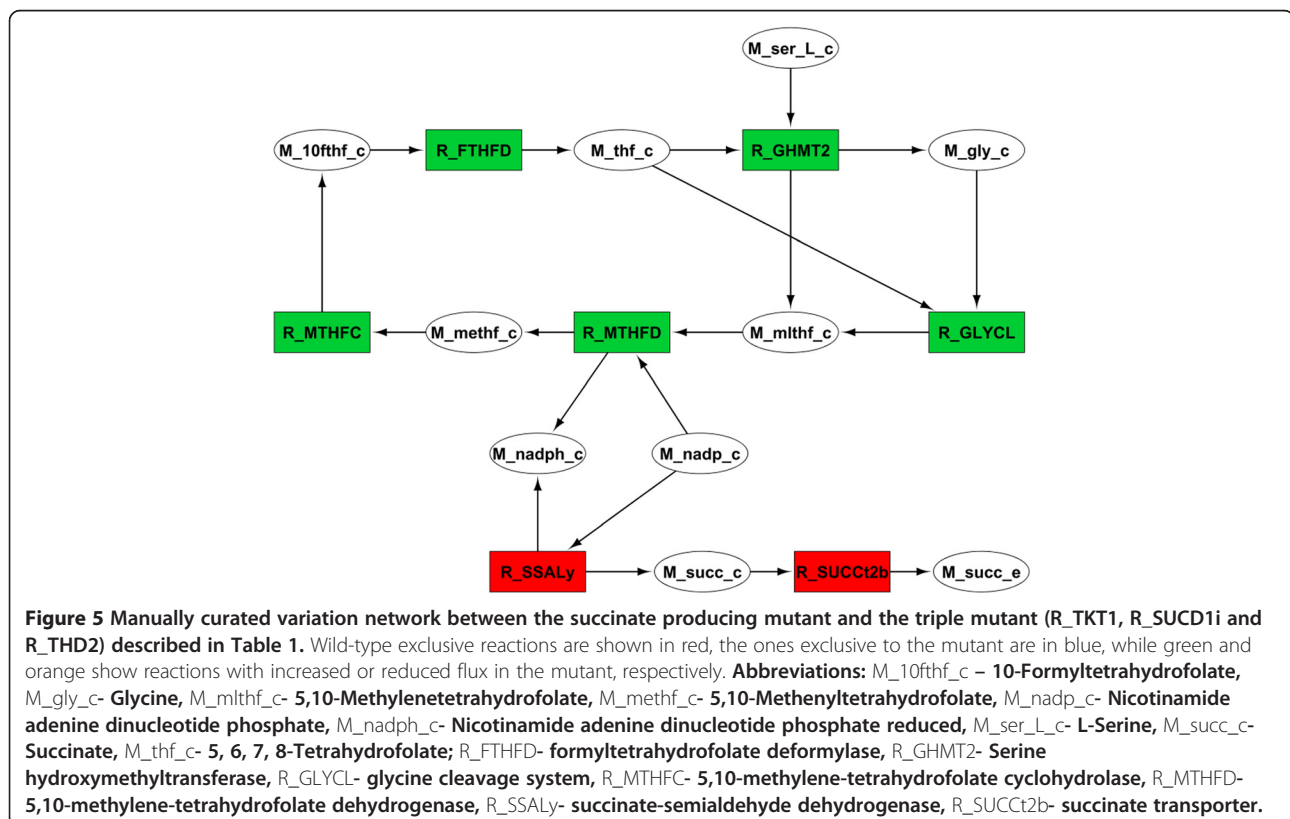 M_ser_L_c
M_10fthf_c
R_FTHFD
M_thf_c
R_GHMT2
M_gly_c
R_MTHFC
M_methf_c
R_MTHFD
M_mlthf_c
R_GLYCL
M_nadph_c
M_nadp_c
R_SSALy
M_succ_c
R_SUCCt2b
M_succ_e
Figure 5 Manually curated variation network between the succinate producing mutant and the triple mutant (R_TKT1, R_SUCD1i and
R_THD2) described in Table 1. Wild-type exclusive reactions are shown in red, the ones exclusive to the mutant are in blue, while green and
orange show reactions with increased or reduced flux in the mutant, respectively. Abbreviations: M_10fthf_c – 10-Formyltetrahydrofolate,
M_gly_c- Glycine, M_mlthf_c- 5,10-Methylenetetrahydrofolate, M_methf_c- 5,10-Methenyltetrahydrofolate, M_nadp_c- Nicotinamide
adenine dinucleotide phosphate, M_nadph_c- Nicotinamide adenine dinucleotide phosphate reduced, M_ser_L_c- L-Serine, M_succ_c-
Succinate, M_thf_c- 5, 6, 7, 8-Tetrahydrofolate; R_FTHFD- formyltetrahydrofolate deformylase, R_GHMT2- Serine
hydroxymethyltransferase, R_GLYCL- glycine cleavage system, R_MTHFC- 5,10-methylene-tetrahydrofolate cyclohydrolase, R_MTHFD-
5,10-methylene-tetrahydrofolate dehydrogenase, R_SSALy- succinate-semialdehyde dehydrogenase, R_SUCCt2b- succinate transporter.